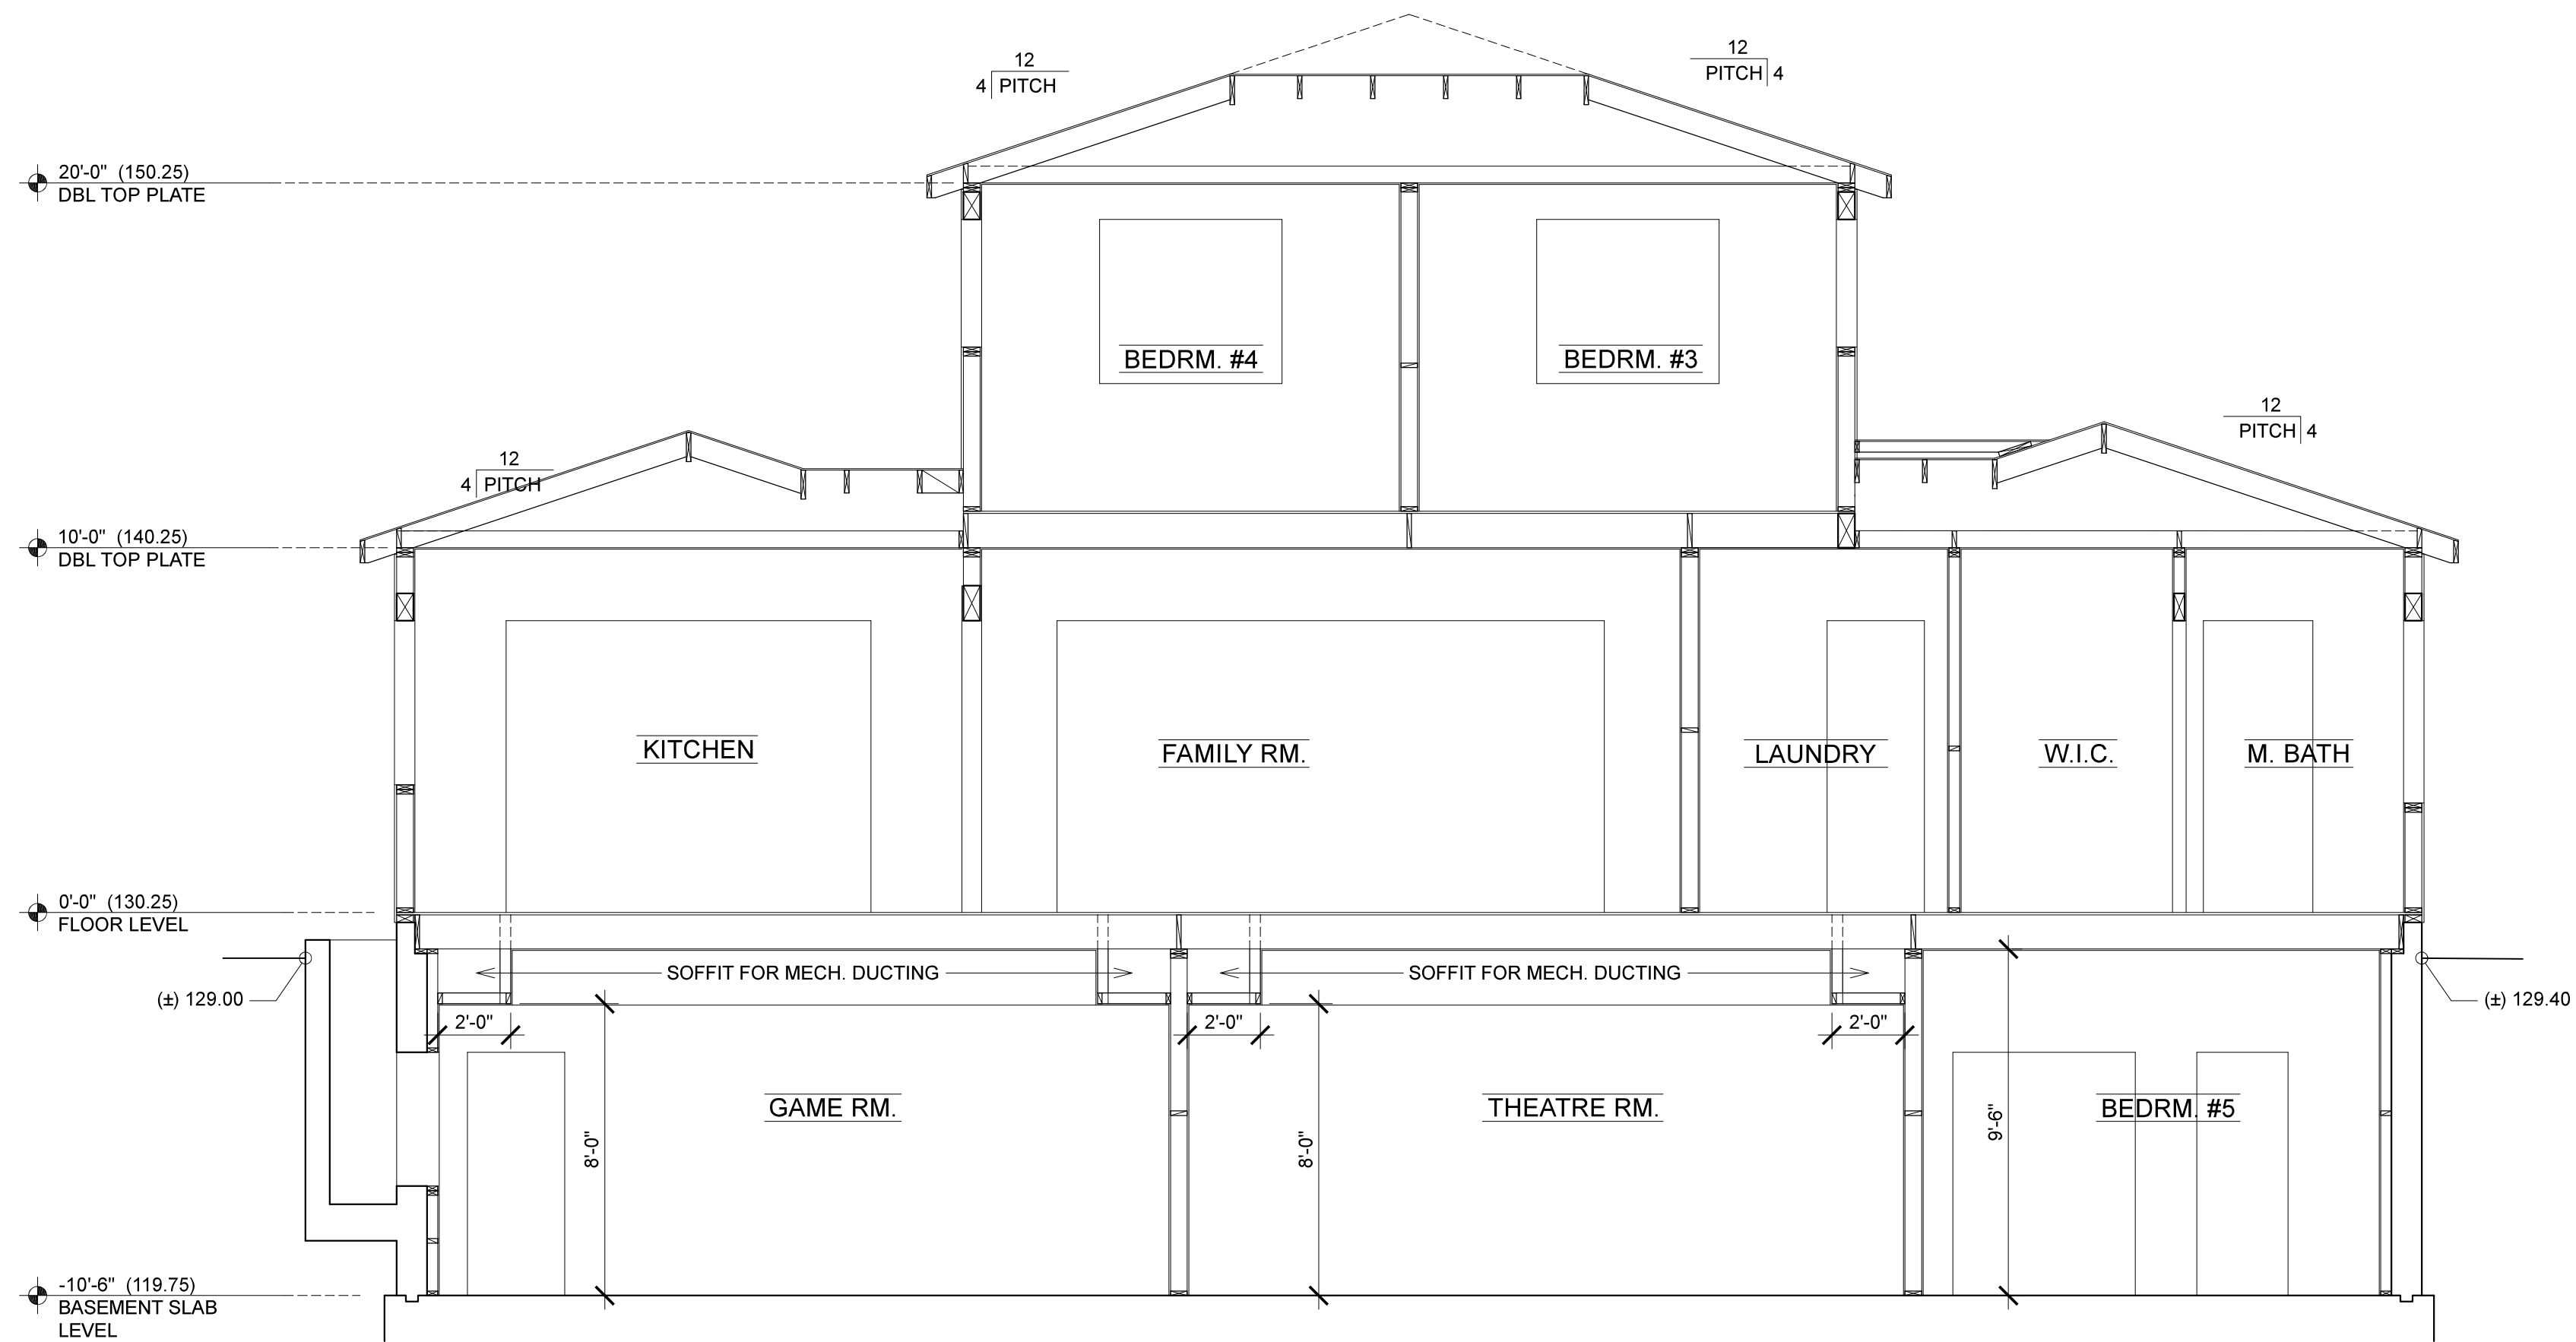 12
4 PITCH
12
PITCH 4
20'-0" (150.25)
DBL TOP PLATE
BEDRM. #4
BEDRM. #3
12
PITCH 4
12
4 PITCH
10'-0" (140.25)
DBL TOP PLATE
KITCHEN
FAMILY RM.
LAUNDRY
W.I.C.
M. BATH
0'-0" (130.25)
FLOOR LEVEL
SOFFIT FOR MECH. DUCTING
SOFFIT FOR MECH. DUCTING
(±) 129.00
(±) 129.40
2'-0"
2'-0"
2'-0"
GAME RM.
THEATRE RM.
BEDRM. #5
8'-0"
8'-0"
9'-6"
-10'-6" (119.75)
BASEMENT SLAB
LEVEL